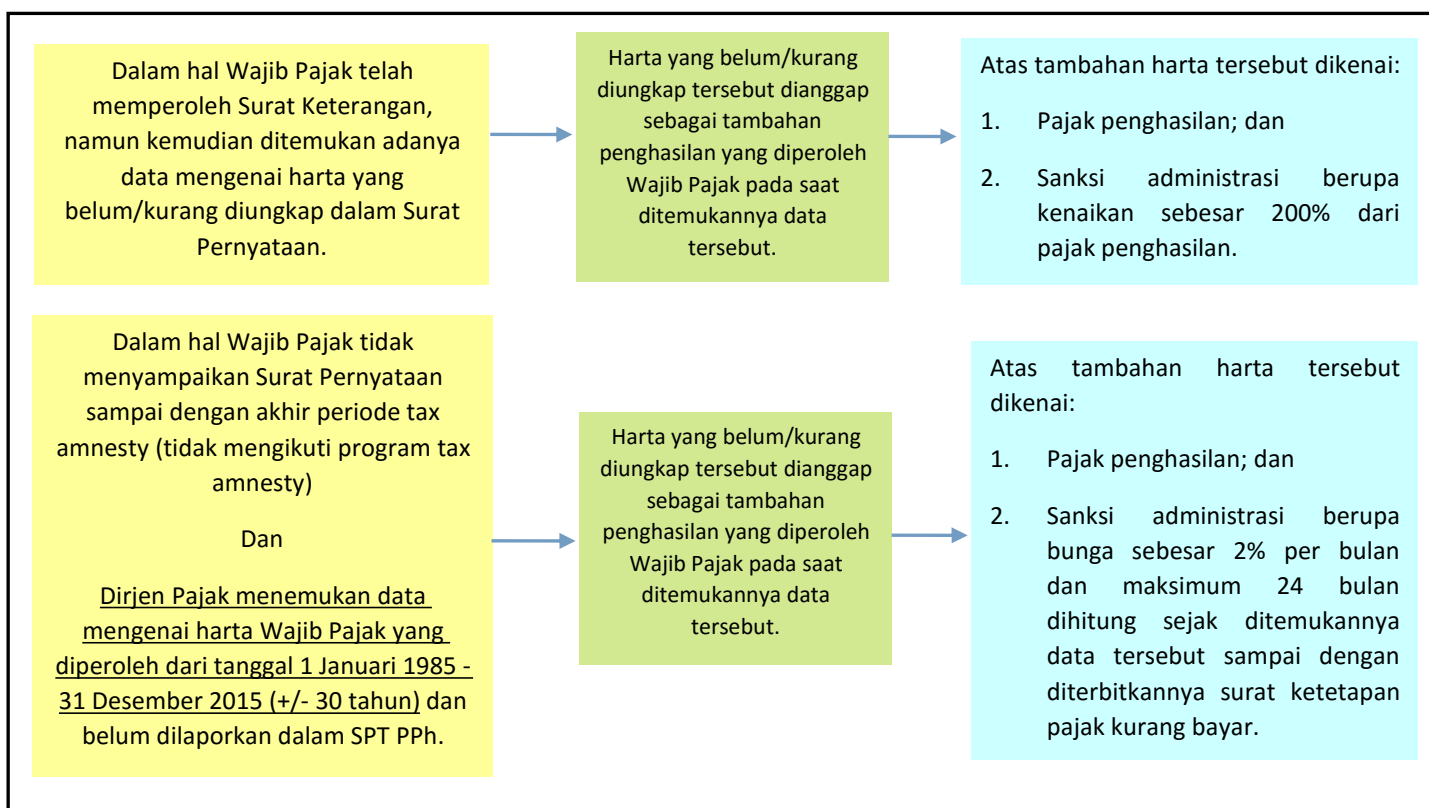 Dalam hal Wajib Pajak telah
memperoleh Surat Keterangan,
namun kemudian ditemukan adanya
data mengenai harta yang
belum/kurang diungkap dalam Surat
Pernyataan.
Harta yang belum/kurang
diungkap tersebut dianggap
sebagai tambahan
penghasilan yang diperoleh
Wajib Pajak pada saat
ditemukannya data
tersebut.
Atas tambahan harta tersebut dikenai:
1. Pajak penghasilan; dan
2. Sanksi administrasi berupa
kenaikan sebesar 200% dari
pajak penghasilan.
Dalam hal Wajib Pajak tidak
menyampaikan Surat Pernyataan
sampai dengan akhir periode tax
amnesty (tidak mengikuti program tax
amnesty)
Dan
Dirjen Pajak menemukan data
mengenai harta Wajib Pajak yang
diperoleh dari tanggal 1 Januari 1985 -
31 Desember 2015 (+/- 30 tahun) dan
belum dilaporkan dalam SPT PPh.
Harta yang belum/kurang
diungkap tersebut dianggap
sebagai tambahan
penghasilan yang diperoleh
Wajib Pajak pada saat
ditemukannya data
tersebut.
Atas tambahan harta tersebut
dikenai:
1. Pajak penghasilan; dan
2. Sanksi administrasi berupa
bunga sebesar 2% per bulan
dan maksimum 24 bulan
dihitung sejak ditemukannya
data tersebut sampai dengan
diterbitkannya surat ketetapan
pajak kurang bayar.